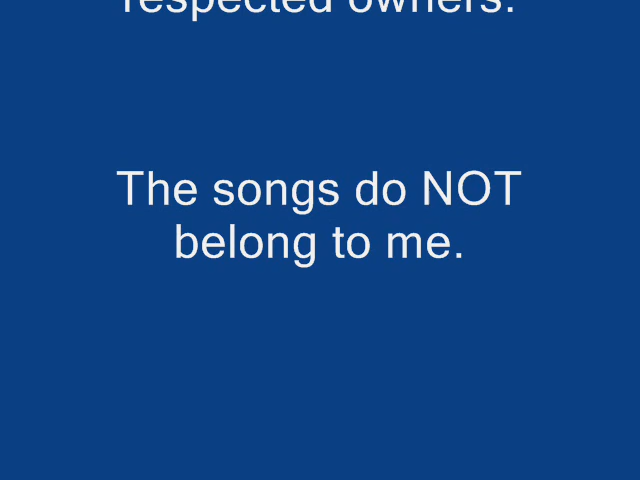 respected owners.
The songs do NOT
belong to me.